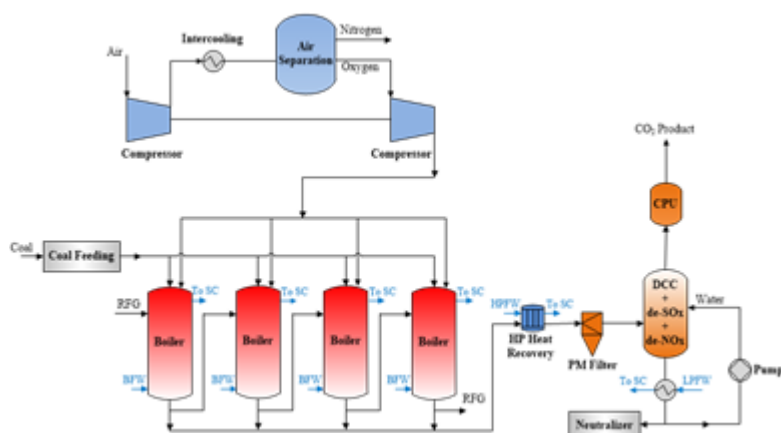 Intercooling
Nitrogen
Air
Air
Separation
Oxygen
Compressor
Compressor
CO₂ Product
CPU
Coal
Coal Feeding
To SC
To SC
To SC
To SC
RFG
Boiler
Boiler
Boiler
Boiler
BFW
BFW
BFW
BFW
RFG
HPFW
To SC
HP Heat
Recovery
PM Filter
DCC
+
de-SOx
+
de-NOx
Water
Pump
To SC
LPFW
Neutralizer